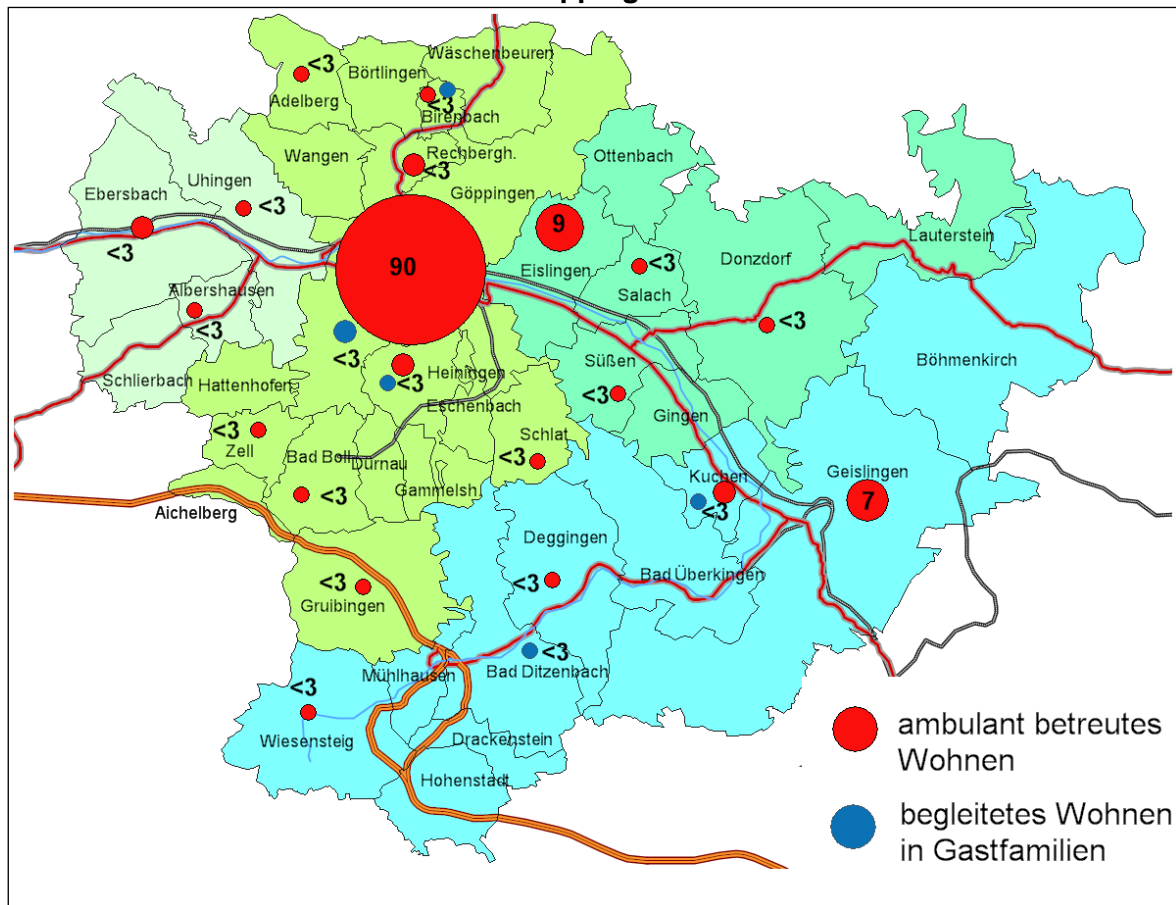 Wäschenbeuren
<3
Börtlingen
Adelberg
<3
Birenbach
Wangen
Rechbergh.
<3
Ottenbach
Göppingen
Uhingen
Ebersbach
<3
<3
9
Lauterstein
90
Eislingen
<3
Donzdorf
Salach
Albershausen
<3
<3
Böhmenkirch
<3
Süßen
Schlierbach
Hattenhofen
<3
Heiningen
Eschenbach
<3
Gingen
<3
Zell
Schlat
Bad Boll
Dürnau
<3
Kuchen
Geislingen
Gammelsh.
<3
<3
7
Aichelberg
Deggingen
<3
Bad Überkingen
<3
Gruibingen
<3
Bad Ditzenbach
Mühlhausen
<3
Wiesensteig
Drackenstein
Hohenstadt
ambulant betreutes
Wohnen
begleitetes Wohnen
in Gastfamilien